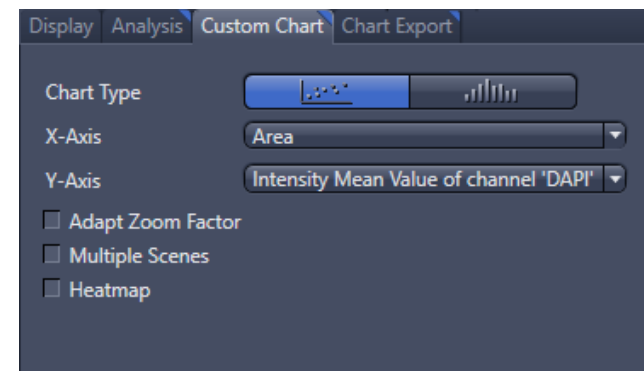 Display Analysis Custom Chart Chart Export
Chart Type
X-Axis Area
Y-Axis Intensity Mean Value of channel 'DAPI'
Adapt Zoom Factor
Multiple Scenes
Heatmap